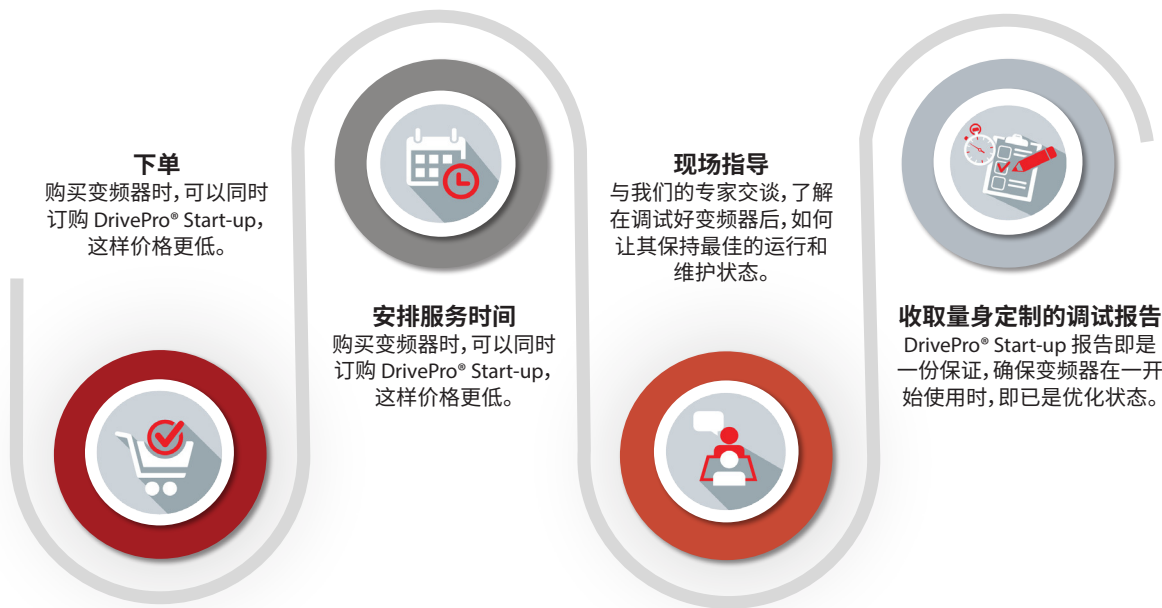 下单
购买变频器时，可以同时
订购 DrivePro® Start-up，
这样价格更低。
安排服务时间
购买变频器时，可以同时
订购 DrivePro® Start-up，
这样价格更低。
现场指导
与我们的专家交谈，了解
在调试好变频器后，如何
让其保持最佳的运行和
维护状态。
收取量身定制的调试报告
DrivePro® Start-up 报告即是
一份保证，确保变频器在一开
始使用时，即已是优化状态。